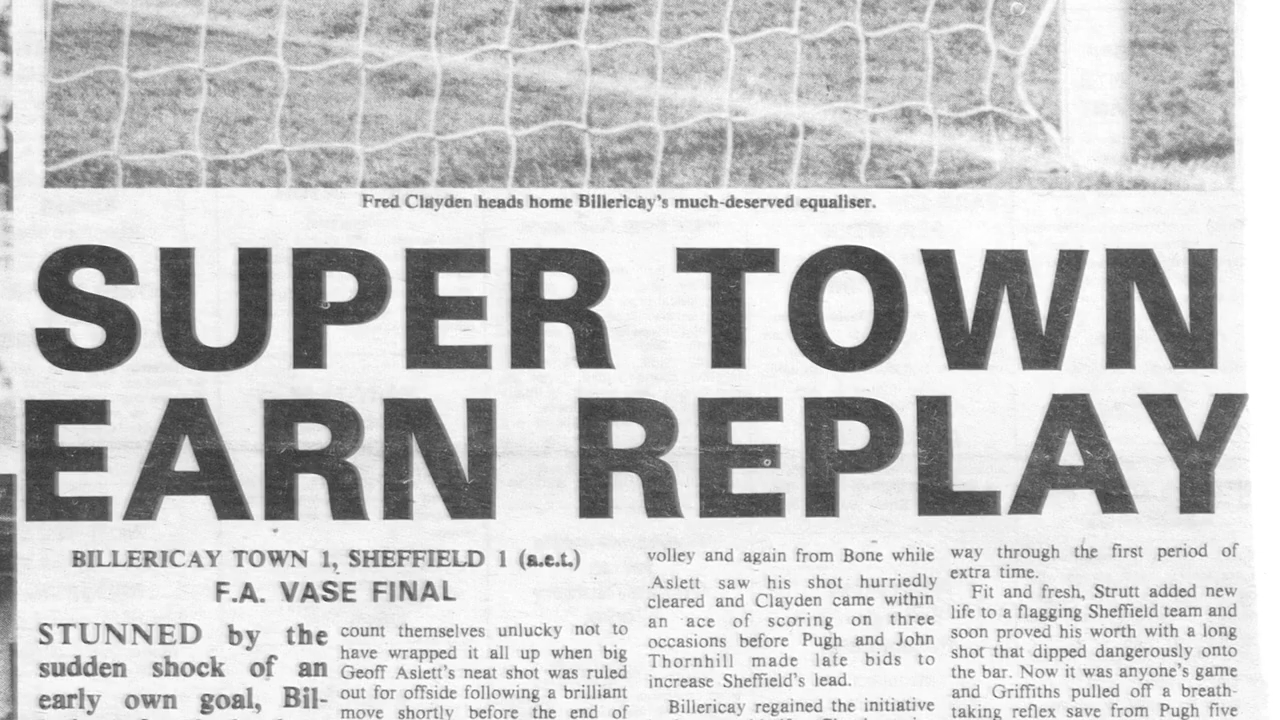 Fred Clayden heads home Billericay's much-deserved equaliser.
SUPER TOWN
EARN REPLAY
BILLERICAY TOWN 1, SHEFFIELD 1 (a.e.t.)
F.A. VASE FINAL
STUNNED by the
sudden shock of an
early own goal, Bil-
count themselves unlucky not to
have wrapped it all up when big
Geoff Aslett's neat shot was ruled
out for offside following a brilliant
move shortly before the end of
volley and again from Bone while
Aslett saw his shot hurriedly
cleared and Clayden came within
an ace of scoring on three
occasions before Pugh and John
Thornhill made late bids to
increase Sheffield's lead.
Billericay regained the initiative
way through the first period of
extra time.
Fit and fresh, Strutt added new
life to a flagging Sheffield team and
soon proved his worth with a long
shot that dipped dangerously onto
the bar. Now it was anyone's game
and Griffiths pulled off a breath-
taking reflex save from Pugh five